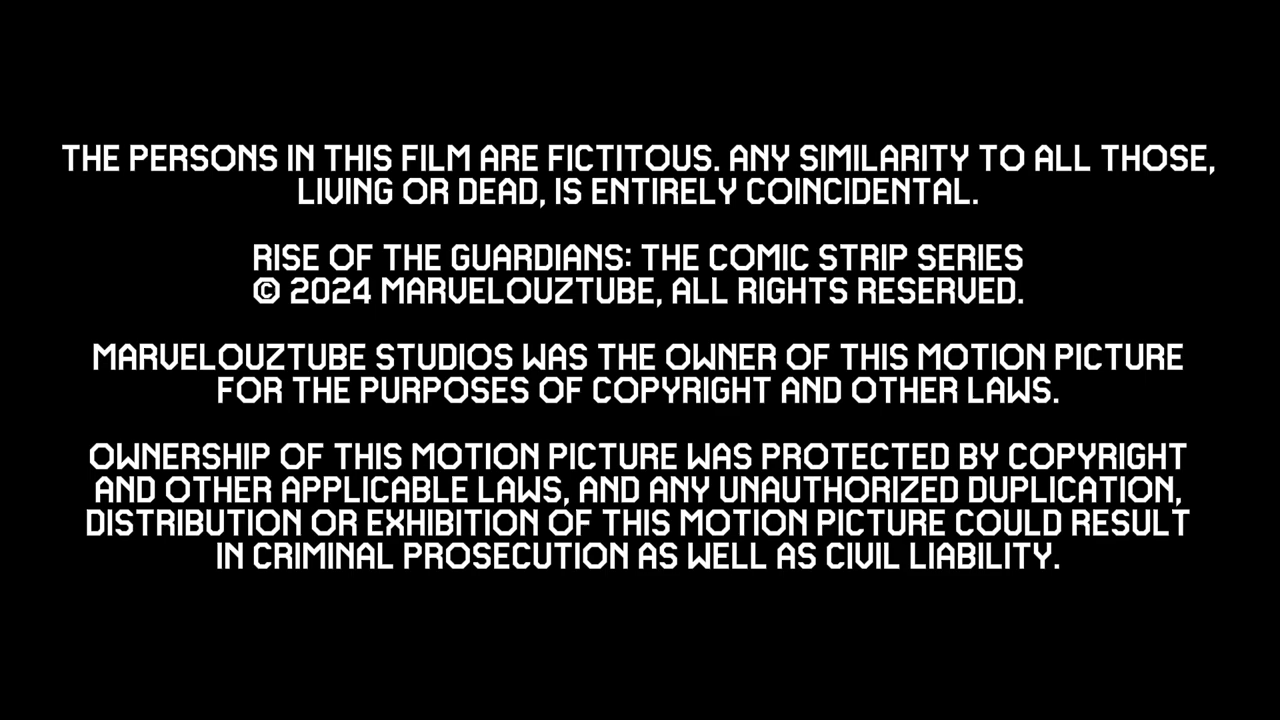 THE PERSONS IN THIS FILM ARE FICTITOUS. ANY SIMILARITY TO ALL THOSE,
LIVING OR DEAD, IS ENTIRELY COINCIDENTAL.
RISE OF THE GUARDIANS: THE COMIC STRIP SERIES
© 2024 MARVELOUZTUBE, ALL RIGHTS RESERVED.
MARVELOUZTUBE STUDIOS WAS THE OWNER OF THIS MOTION PICTURE
FOR THE PURPOSES OF COPYRIGHT AND OTHER LAWS.
OWNERSHIP OF THIS MOTION PICTURE WAS PROTECTED BY COPYRIGHT
AND OTHER APPLICABLE LAWS, AND ANY UNAUTHORIZED DUPLICATION,
DISTRIBUTION OR EXHIBITION OF THIS MOTION PICTURE COULD RESULT
IN CRIMINAL PROSECUTION AS WELL AS CIVIL LIABILITY.